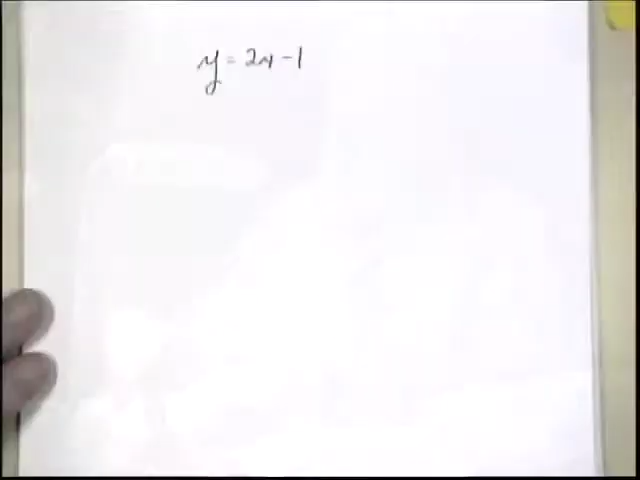 y = 2x - 1